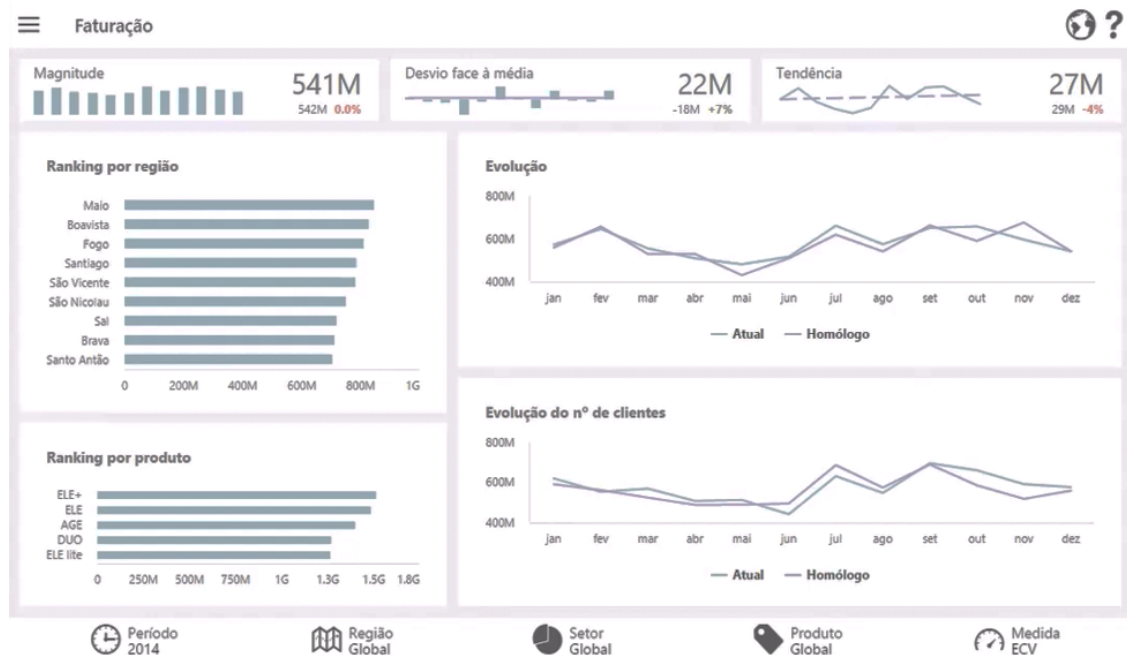 Faturação
?
Magnitude
541M
542M 0.0%
Desvio face à média
22M
-18M +7%
Tendência
27M
29M -4%
Ranking por região
Maio
Boavista
Fogo
Santiago
São Vicente
São Nicolau
Sal
Brava
Santo Antão
0 200M 400M 600M 800M 1G
Ranking por produto
ELE+
ELE
AGE
DUO
ELE lite
0 250M 500M 750M 1G 1.3G 1.5G 1.8G
Evolução
800M
600M
400M
jan fev mar abr mai jun jul ago set out nov dez
Atual Homólogo
Evolução do nº de clientes
800M
600M
400M
jan fev mar abr mai jun jul ago set out nov dez
Atual Homólogo
Período
2014
Região
Global
Setor
Global
Produto
Global
Medida
ECV